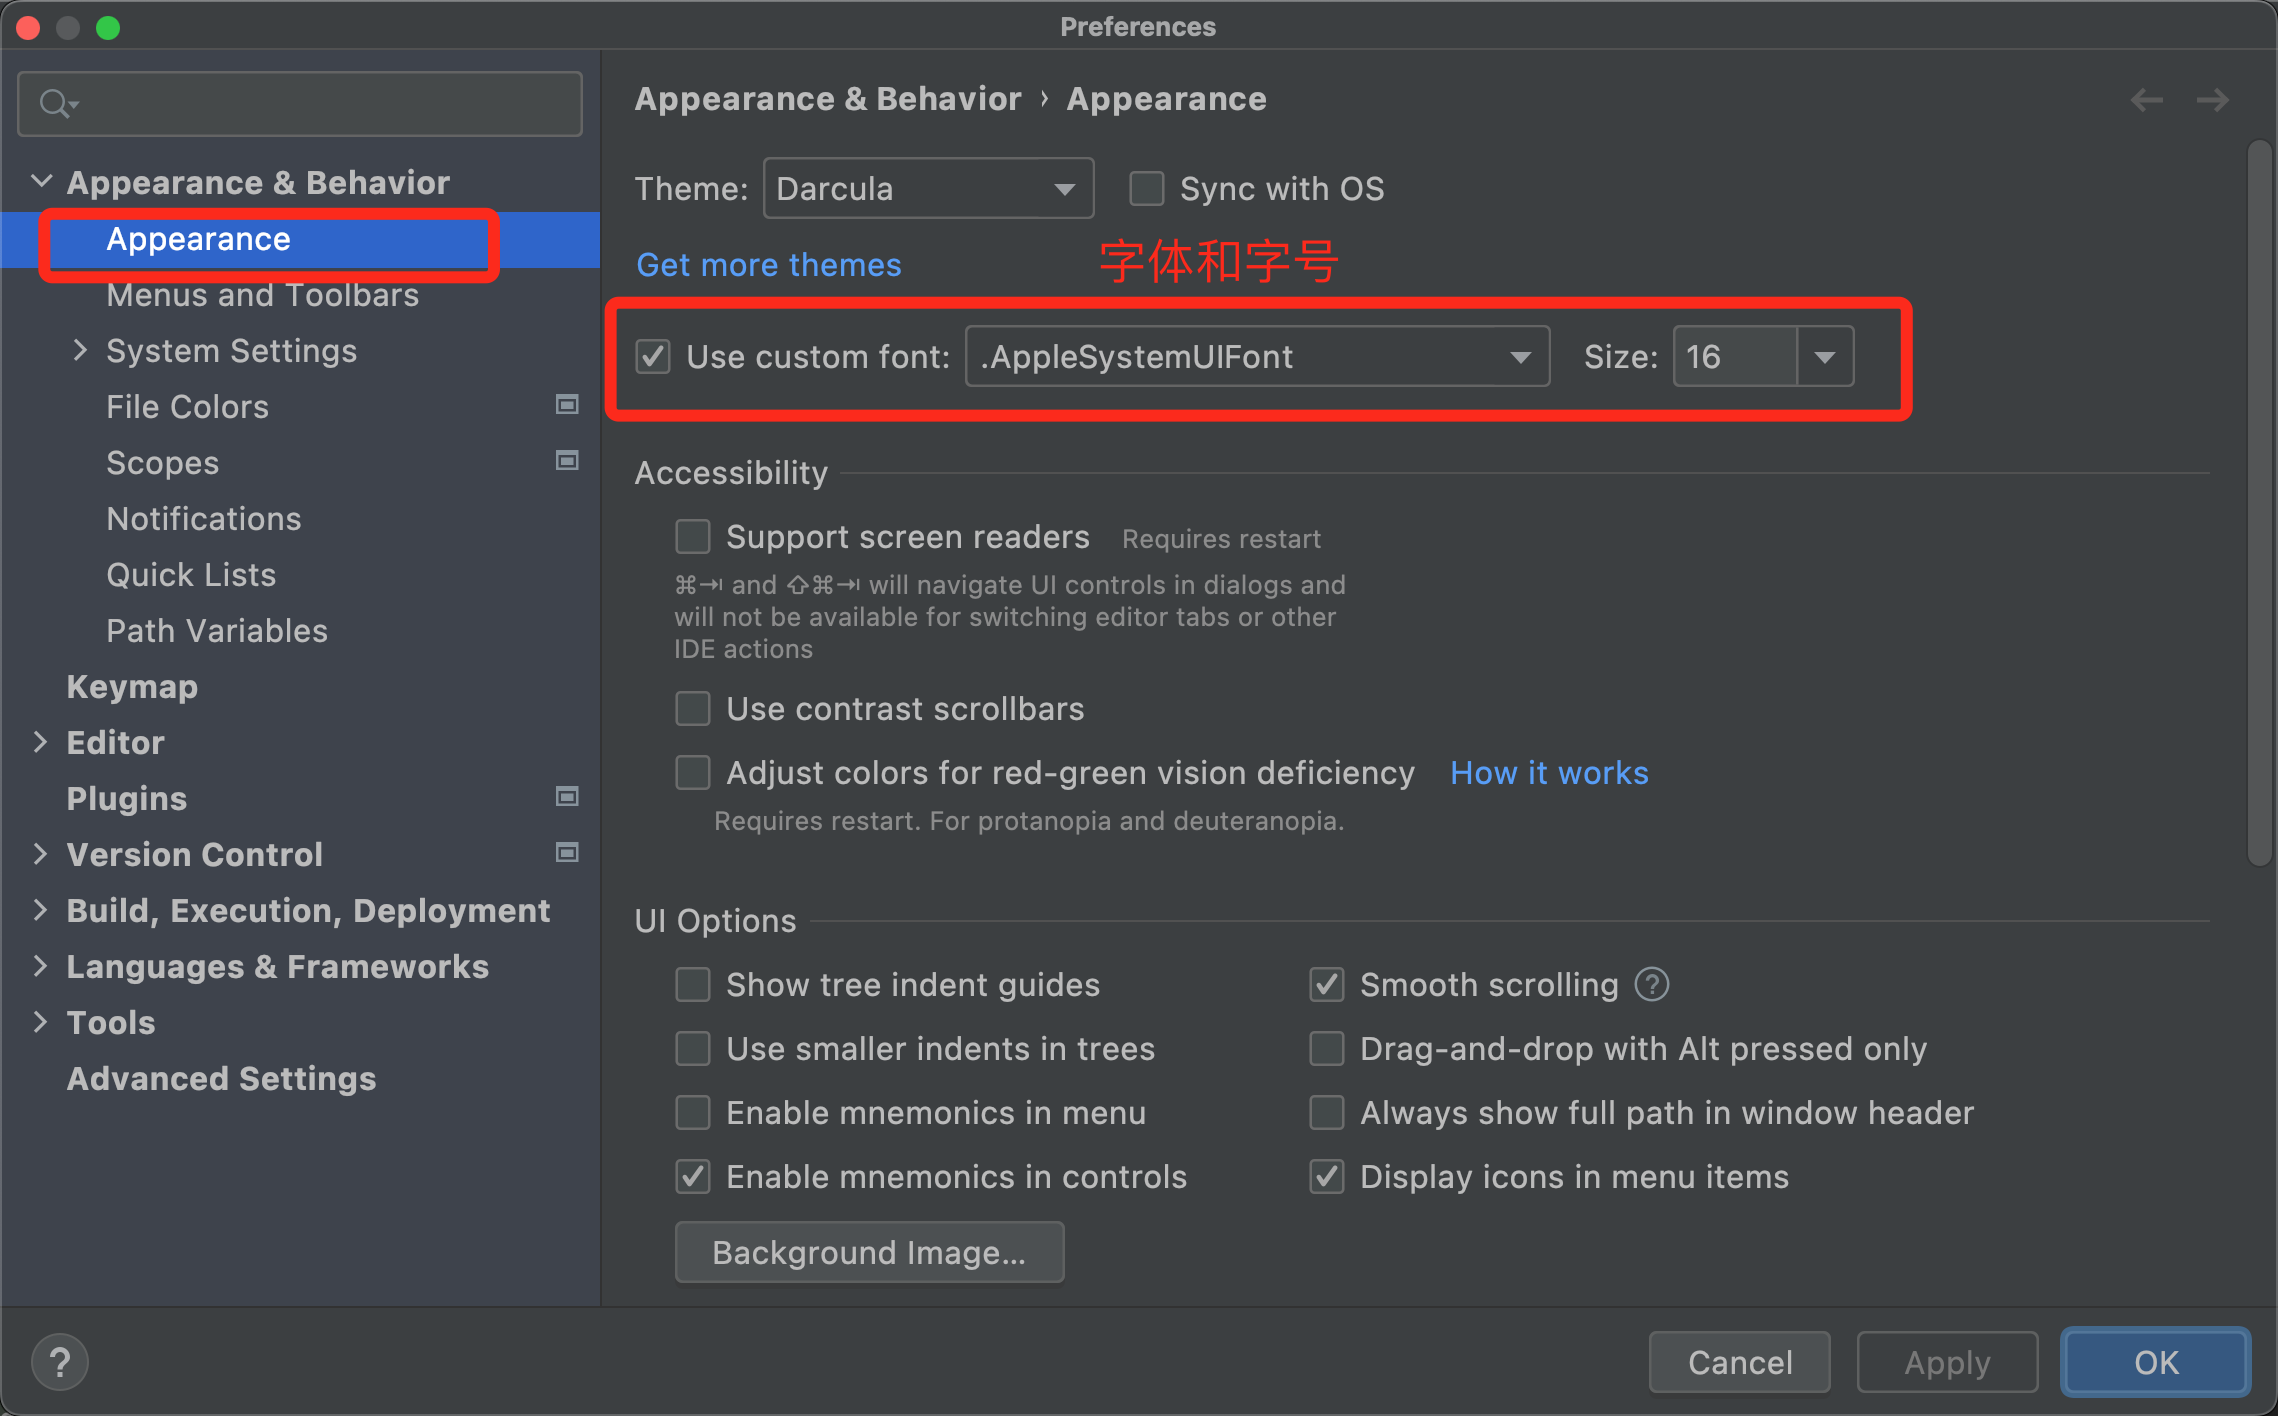 Preferences
Appearance & Behavior
Appearance
Menus and Toolbars
System Settings
File Colors
Scopes
Notifications
Quick Lists
Path Variables
Keymap
Editor
Plugins
Version Control
Build, Execution, Deployment
Languages & Frameworks
Tools
Advanced Settings
Appearance & Behavior › Appearance
Theme: Darcula Sync with OS
Get more themes 字体和字号
Use custom font: .AppleSystemUIFont Size: 16
Accessibility
Support screen readers Requires restart
⌘⇥ and ⇧⌘⇥ will navigate UI controls in dialogs and
will not be available for switching editor tabs or other
IDE actions
Use contrast scrollbars
Adjust colors for red-green vision deficiency How it works
Requires restart. For protanopia and deuteranopia.
UI Options
Show tree indent guides Smooth scrolling ?
Use smaller indents in trees Drag-and-drop with Alt pressed only
Enable mnemonics in menu Always show full path in window header
Enable mnemonics in controls Display icons in menu items
Background Image...
? Cancel Apply OK